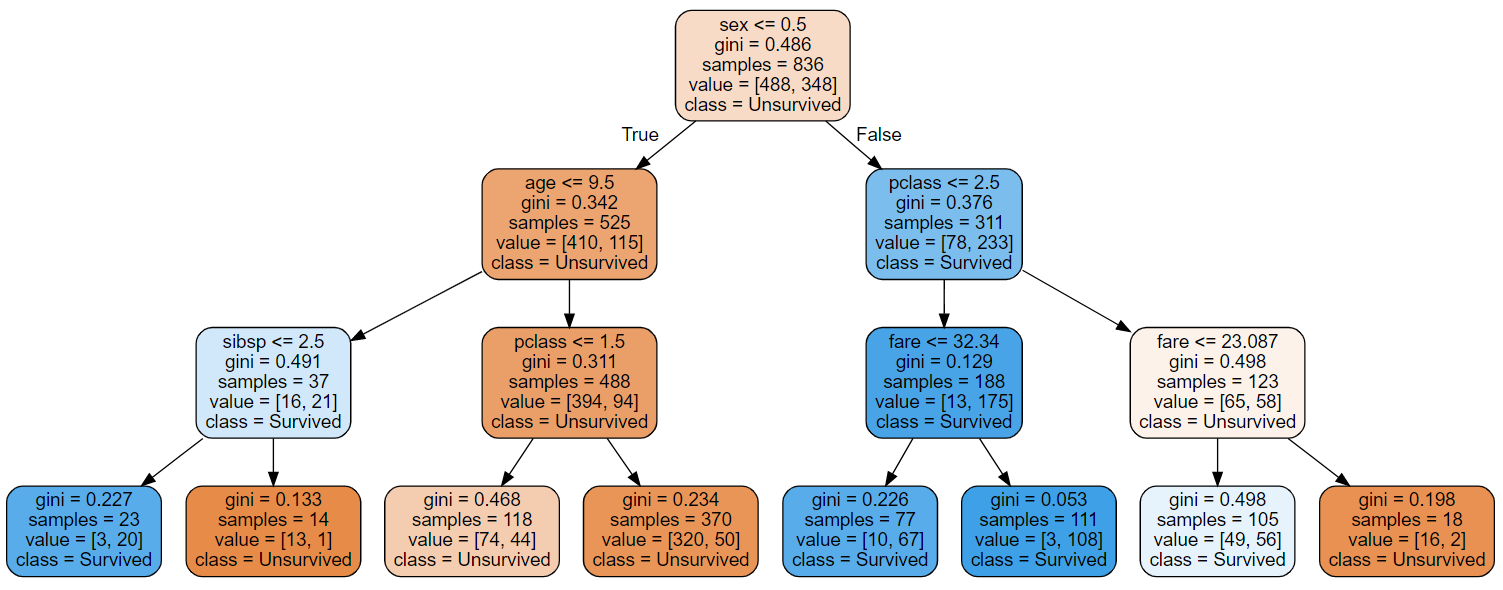 sex <= 0.5
gini = 0.486
samples = 836
value = [488, 348]
class = Unsurvived
True
False
age <= 9.5
gini = 0.342
samples = 525
value = [410, 115]
class = Unsurvived
pclass <= 2.5
gini = 0.376
samples = 311
value = [78, 233]
class = Survived
sibsp <= 2.5
gini = 0.491
samples = 37
value = [16, 21]
class = Survived
pclass <= 1.5
gini = 0.311
samples = 488
value = [394, 94]
class = Unsurvived
fare <= 32.34
gini = 0.129
samples = 188
value = [13, 175]
class = Survived
fare <= 23.087
gini = 0.498
samples = 123
value = [65, 58]
class = Unsurvived
gini = 0.227
samples = 23
value = [3, 20]
class = Survived
gini = 0.133
samples = 14
value = [13, 1]
class = Unsurvived
gini = 0.468
samples = 118
value = [74, 44]
class = Unsurvived
gini = 0.234
samples = 370
value = [320, 50]
class = Unsurvived
gini = 0.226
samples = 77
value = [10, 67]
class = Survived
gini = 0.053
samples = 111
value = [3, 108]
class = Survived
gini = 0.498
samples = 105
value = [49, 56]
class = Survived
gini = 0.198
samples = 18
value = [16, 2]
class = Unsurvived